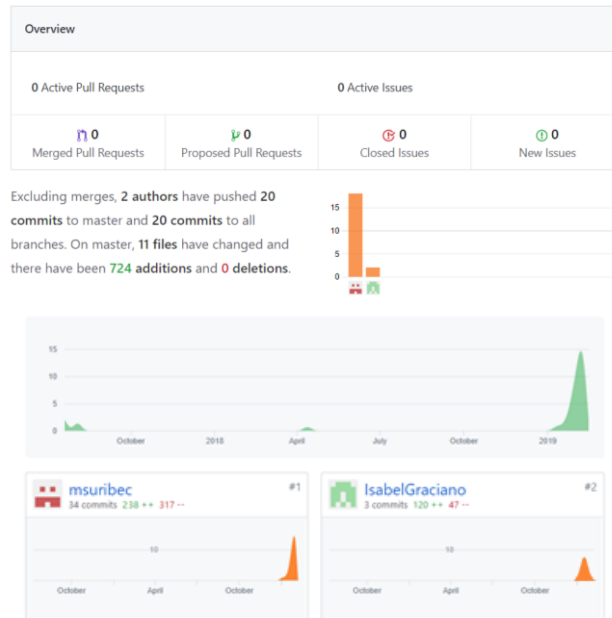 Overview
0 Active Pull Requests
0 Active Issues
0
Merged Pull Requests
0
Proposed Pull Requests
0
Closed Issues
0
New Issues
Excluding merges, 2 authors have pushed 20
commits to master and 20 commits to all
branches. On master, 11 files have changed and
there have been 724 additions and 0 deletions.
15
10
5
0
15
10
5
0
October 2018 April July October 2019
msuribec #1
34 commits 238 ++ 317 --
10
October April October
IsabelGraciano #2
3 commits 120 ++ 47 --
10
October April October